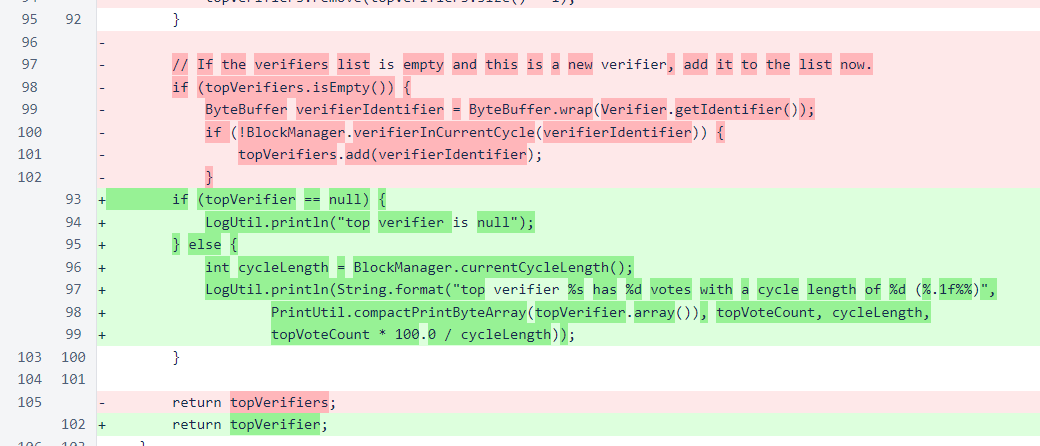 topVerifiers.remove(topVerifiers.size() - 1);
95 92 }
96 -
97 - // If the verifiers list is empty and this is a new verifier, add it to the list now.
98 - if (topVerifiers.isEmpty()) {
99 - ByteBuffer verifierIdentifier = ByteBuffer.wrap(Verifier.getIdentifier());
100 - if (!BlockManager.verifierInCurrentCycle(verifierIdentifier)) {
101 - topVerifiers.add(verifierIdentifier);
102 - }
93 + if (topVerifier == null) {
94 + LogUtil.println("top verifier is null");
95 + } else {
96 + int cycleLength = BlockManager.currentCycleLength();
97 + LogUtil.println(String.format("top verifier %s has %d votes with a cycle length of %d (%.1f%%)",
98 + PrintUtil.compactPrintByteArray(topVerifier.array()), topVoteCount, cycleLength,
99 + topVoteCount * 100.0 / cycleLength));
103 100 }
104 101
105 - return topVerifiers;
102 + return topVerifier;
106 103 }